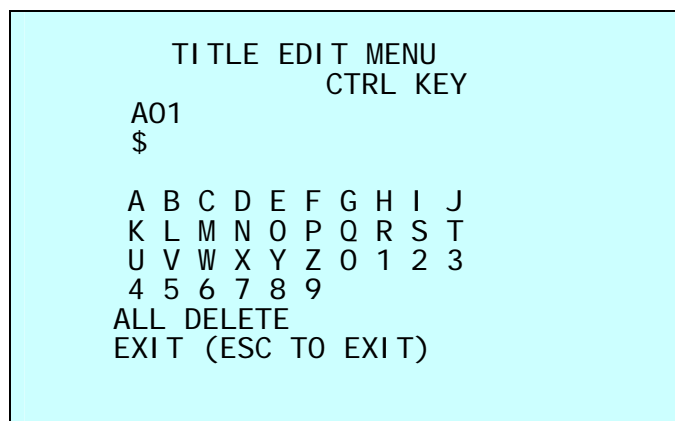 TITLE EDIT MENU
CTRL KEY
A01
$
A B C D E F G H I J
K L M N O P Q R S T
U V W X Y Z 0 1 2 3
4 5 6 7 8 9
ALL DELETE
EXIT (ESC TO EXIT)